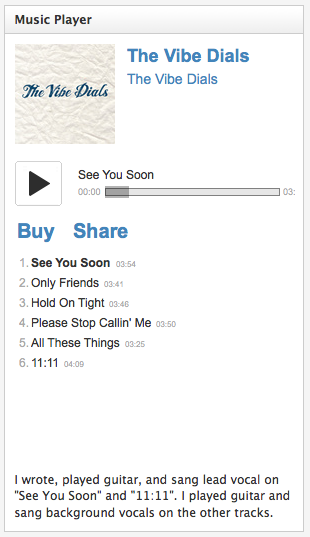 Music Player
The Vibe Dials
The Vibe Dials
The Vibe Dials
See You Soon
00:00 03:
Buy Share
1. See You Soon 03:54
2. Only Friends 03:41
3. Hold On Tight 03:46
4. Please Stop Callin' Me 03:50
5. All These Things 03:25
6. 11:11 04:09
I wrote, played guitar, and sang lead vocal on
"See You Soon" and "11:11". I played guitar and
sang background vocals on the other tracks.